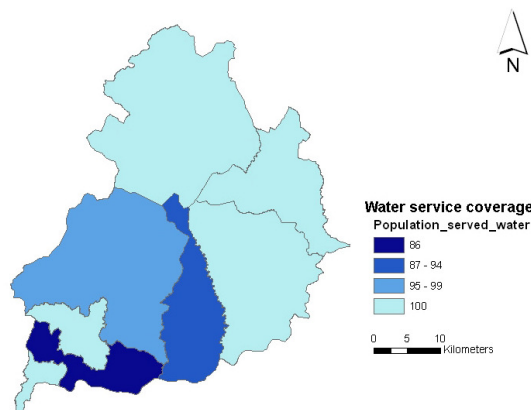 N
Water service coverage
Population_served_water
86
87 - 94
95 - 99
100
0 5 10
Kilometers